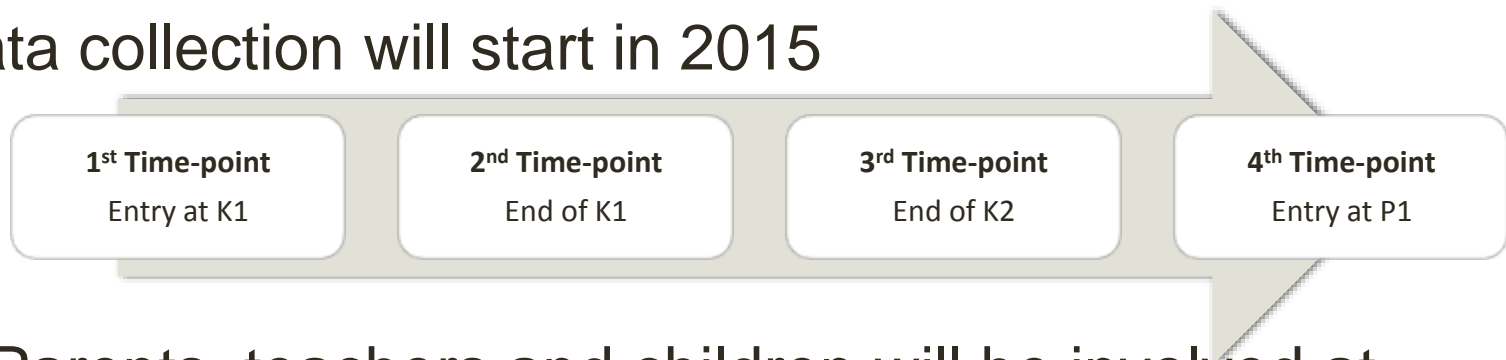 ata collection will start in 2015
1st Time-point
Entry at K1
2nd Time-point
End of K1
3rd Time-point
End of K2
4th Time-point
Entry at P1
Parents, teachers and children will be involved at